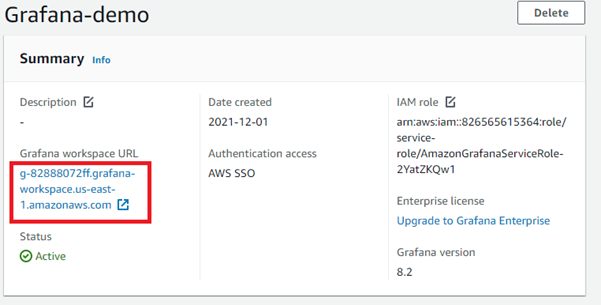 Grafana-demo
Delete
Summary Info
Description
-
Grafana workspace URL
g-82888072ff.grafana-
workspace.us-east-
1.amazonaws.com
Status
Active
Date created
2021-12-01
Authentication access
AWS SSO
IAM role
arn:aws:iam::826565615364:role/
service-
role/AmazonGrafanaServiceRole-
2YatZKQw1
Enterprise license
Upgrade to Grafana Enterprise
Grafana version
8.2